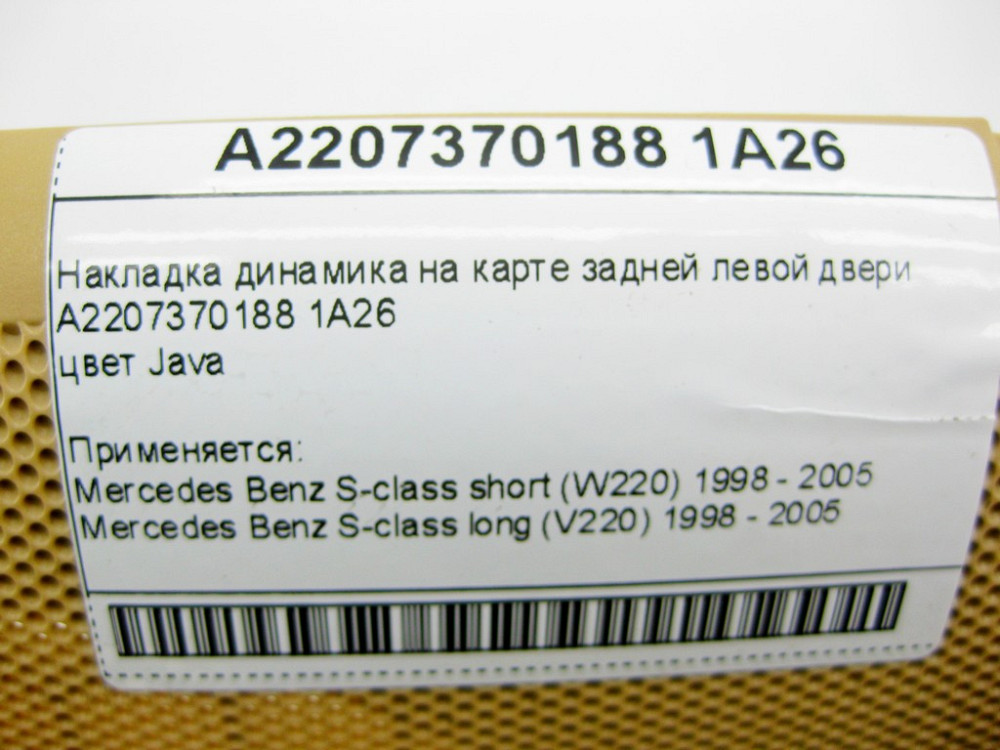 A2207370188 1A26
Накладка динамика на карте задней левой двери
A2207370188 1A26
цвет Java
Применяется:
Mercedes Benz S-class short (W220) 1998 - 2005
Mercedes Benz S-class long (V220) 1998 - 2005